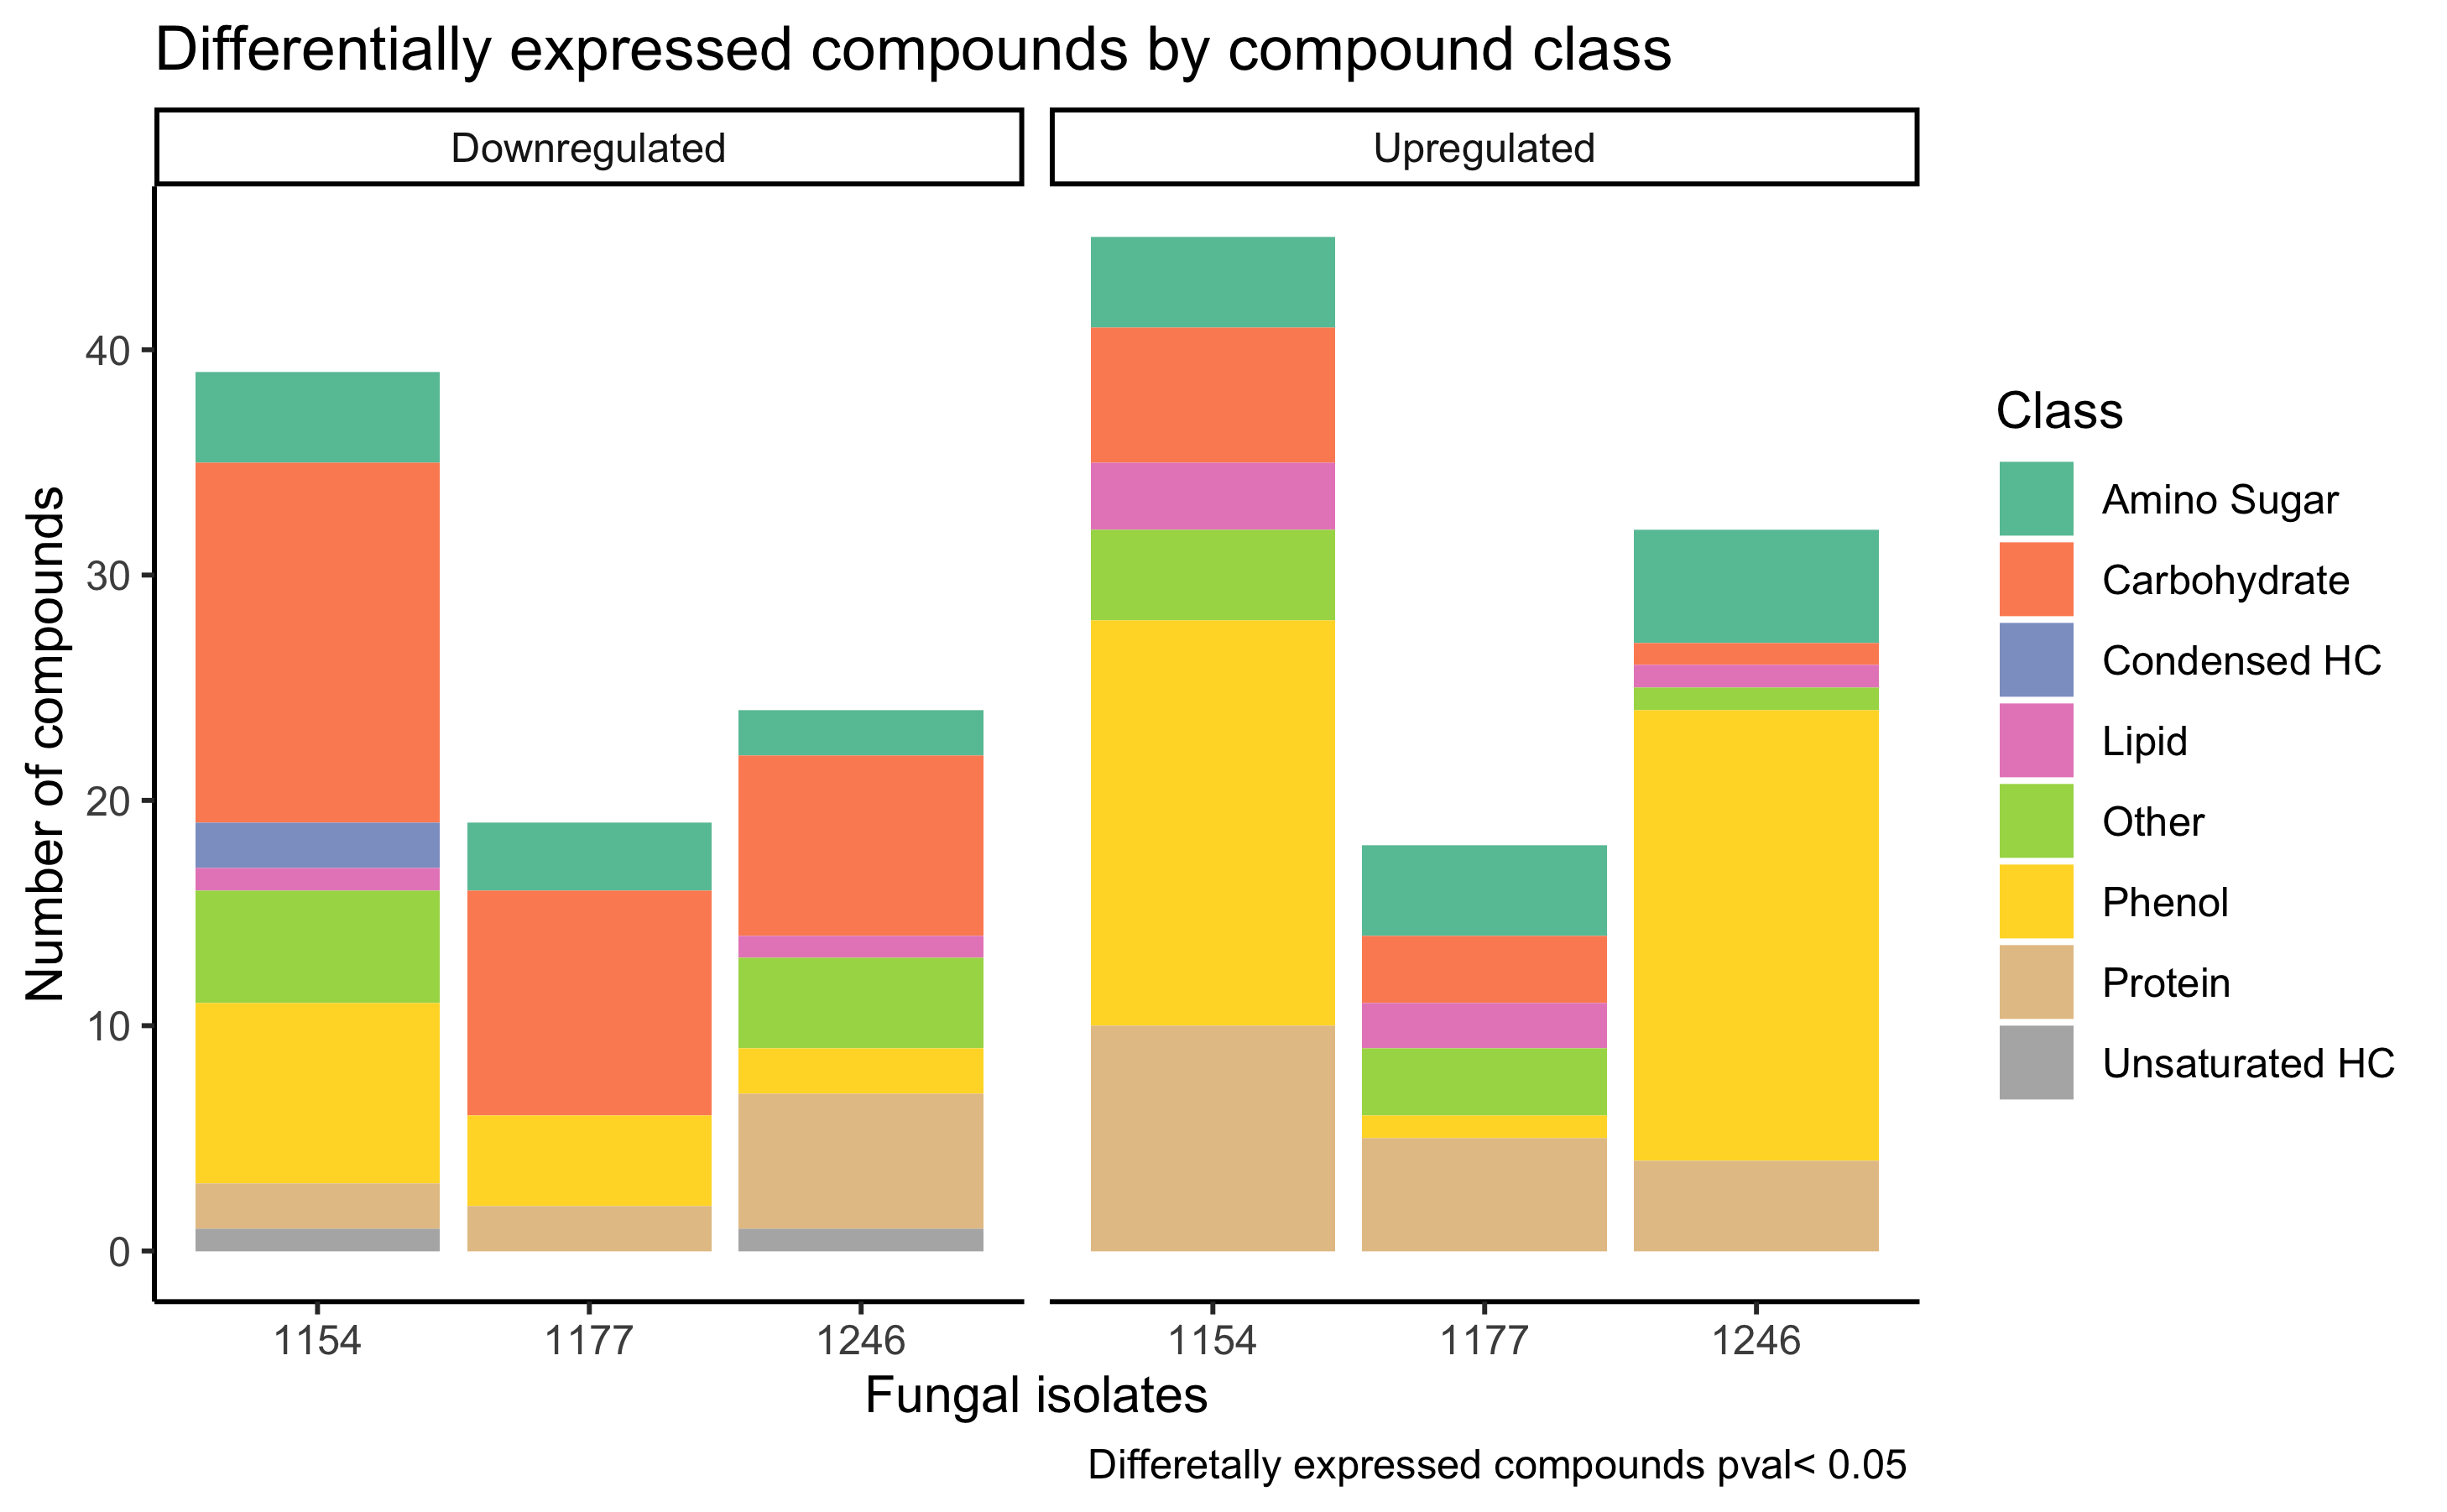 Differentially expressed compounds by compound class
Downregulated
Upregulated
Number of compounds
40
30
20
10
0
1154
1177
1246
1154
1177
1246
Fungal isolates
Class
Amino Sugar
Carbohydrate
Condensed HC
Lipid
Other
Phenol
Protein
Unsaturated HC
Differetally expressed compounds pval< 0.05